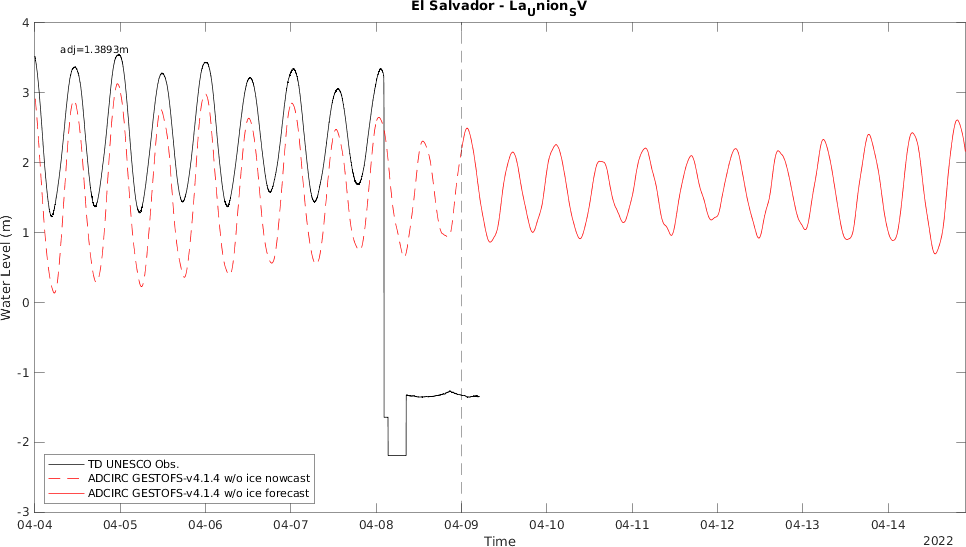 El Salvador - LaUnionSV
adj=1.3893m
4
3
2
1
0
-1
-2
-3
Water Level (m)
TD UNESCO Obs.
ADCIRC GESTOFS-v4.1.4 w/o ice nowcast
ADCIRC GESTOFS-v4.1.4 w/o ice forecast
04-04 04-05 04-06 04-07 04-08 04-09 04-10 04-11 04-12 04-13 04-14
Time
2022